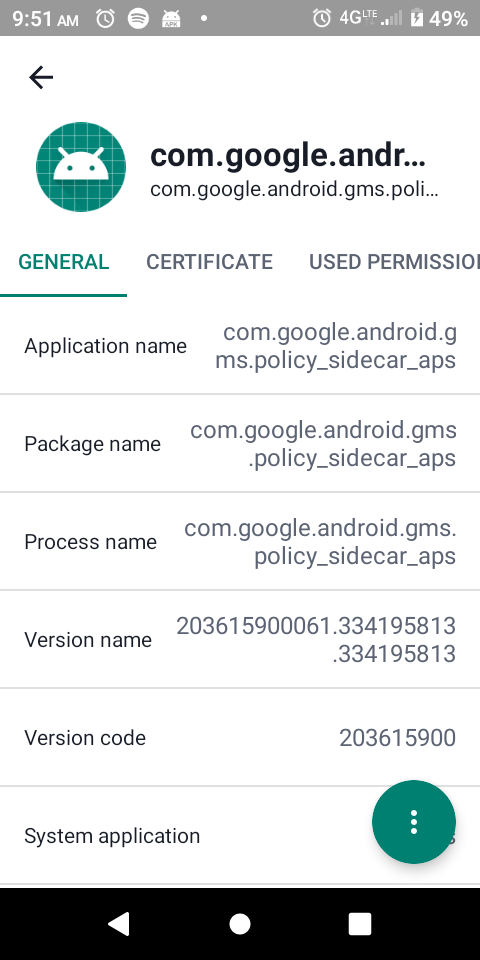 9:51 AM 4G LTE 49%
com.google.andr...
com.google.android.gms.poli...
GENERAL CERTIFICATE USED PERMISSIO
Application name com.google.android.g
ms.policy_sidecar_aps
Package name com.google.android.gms
.policy_sidecar_aps
Process name com.google.android.gms.
policy_sidecar_aps
Version name 203615900061.334195813
.334195813
Version code 203615900
System application